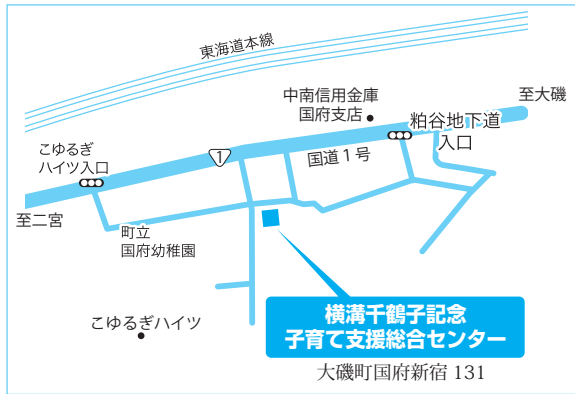 東海道本線
中南信用金庫
国府支店
至大磯
粕谷地下道
入口
こゆるぎ
ハイツ入口
1
国道1号
至二宮
町立
国府幼稚園
こゆるぎハイツ
横溝千鶴子記念
子育て支援総合センター
大磯町国府新宿 131